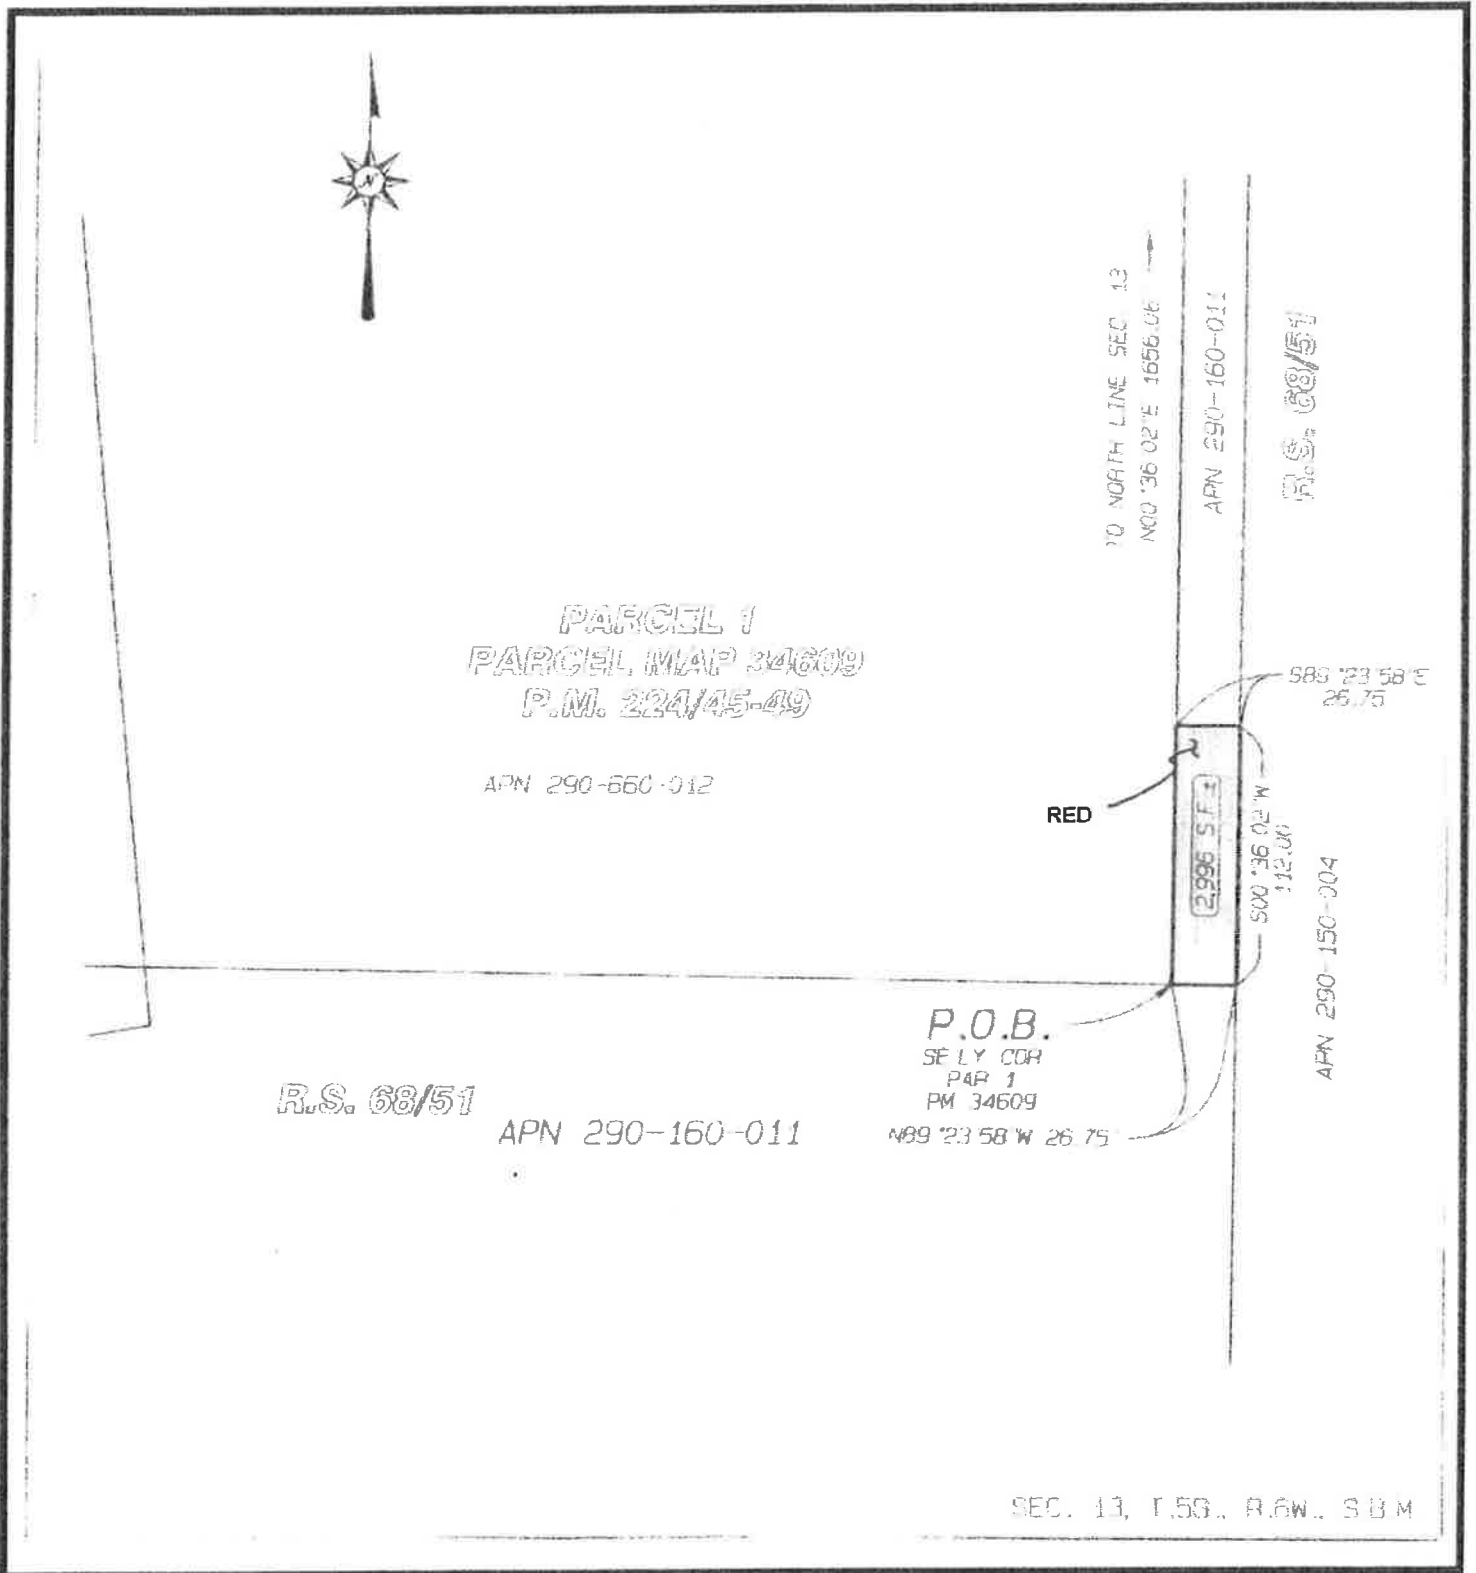 N
TO NORTH LINE SEC. 13
N00°36'02"E 1656.06
APN 290-160-011
R.S. 68/51
PARCEL 1
PARCEL MAP 34609
P.M. 224/45-49
APN 290-660-012
S89°23'58"E
26.75
RED
2,996 S.F.±
S00°36'02"W
112.00
APN 290-150-004
P.O.B.
SE'LY COR
PAR 1
PM 34609
N89°23'58"W 26.75
R.S. 68/51
APN 290-160-011
SEC. 13, T.5S., R.6W., S.B.M